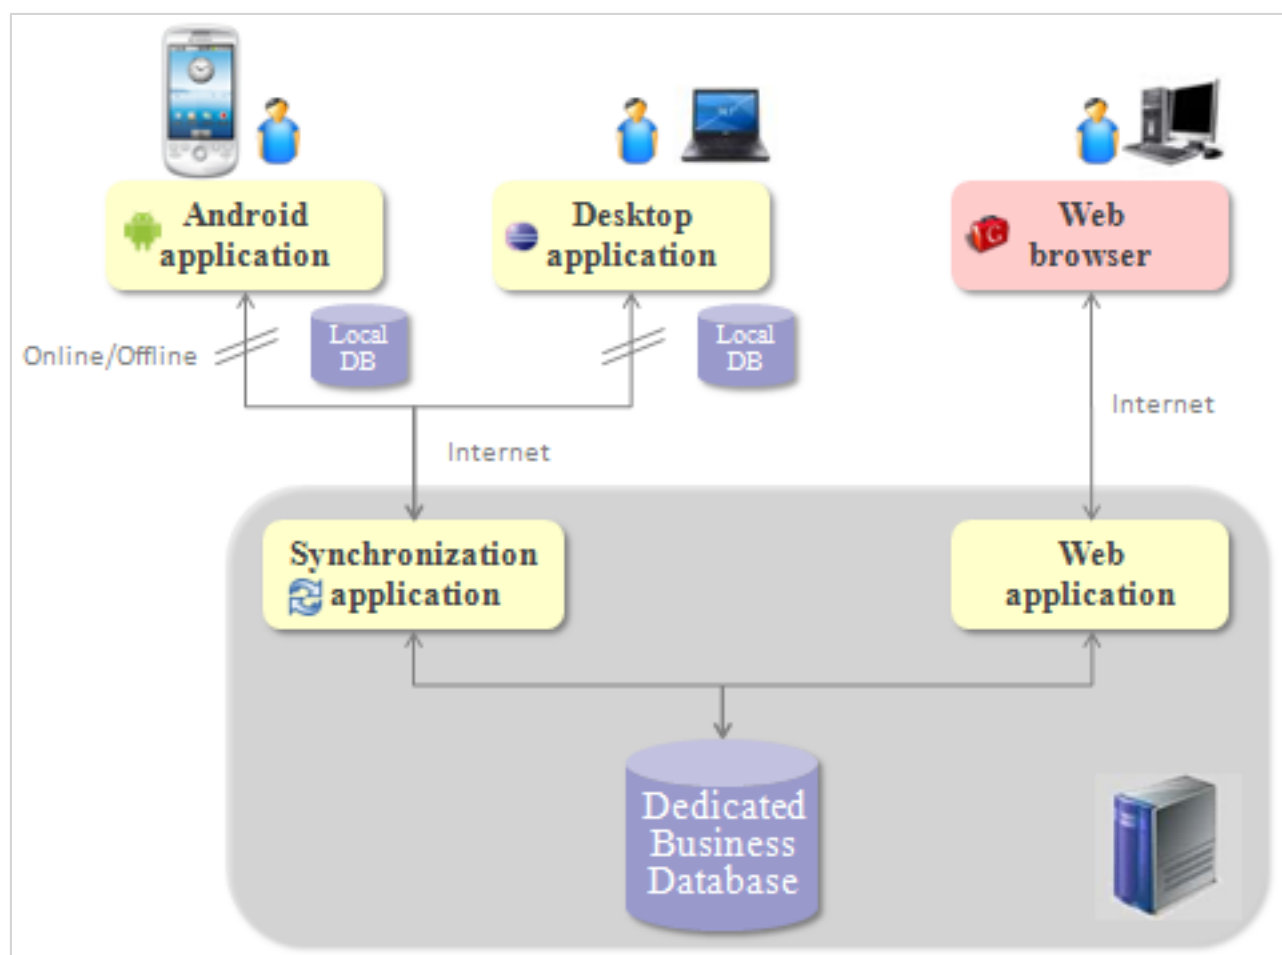 Android
application
Desktop
application
Web
browser
Local
DB
Local
DB
Online/Offline
Internet
Internet
Synchronization
application
Web
application
Dedicated
Business
Database